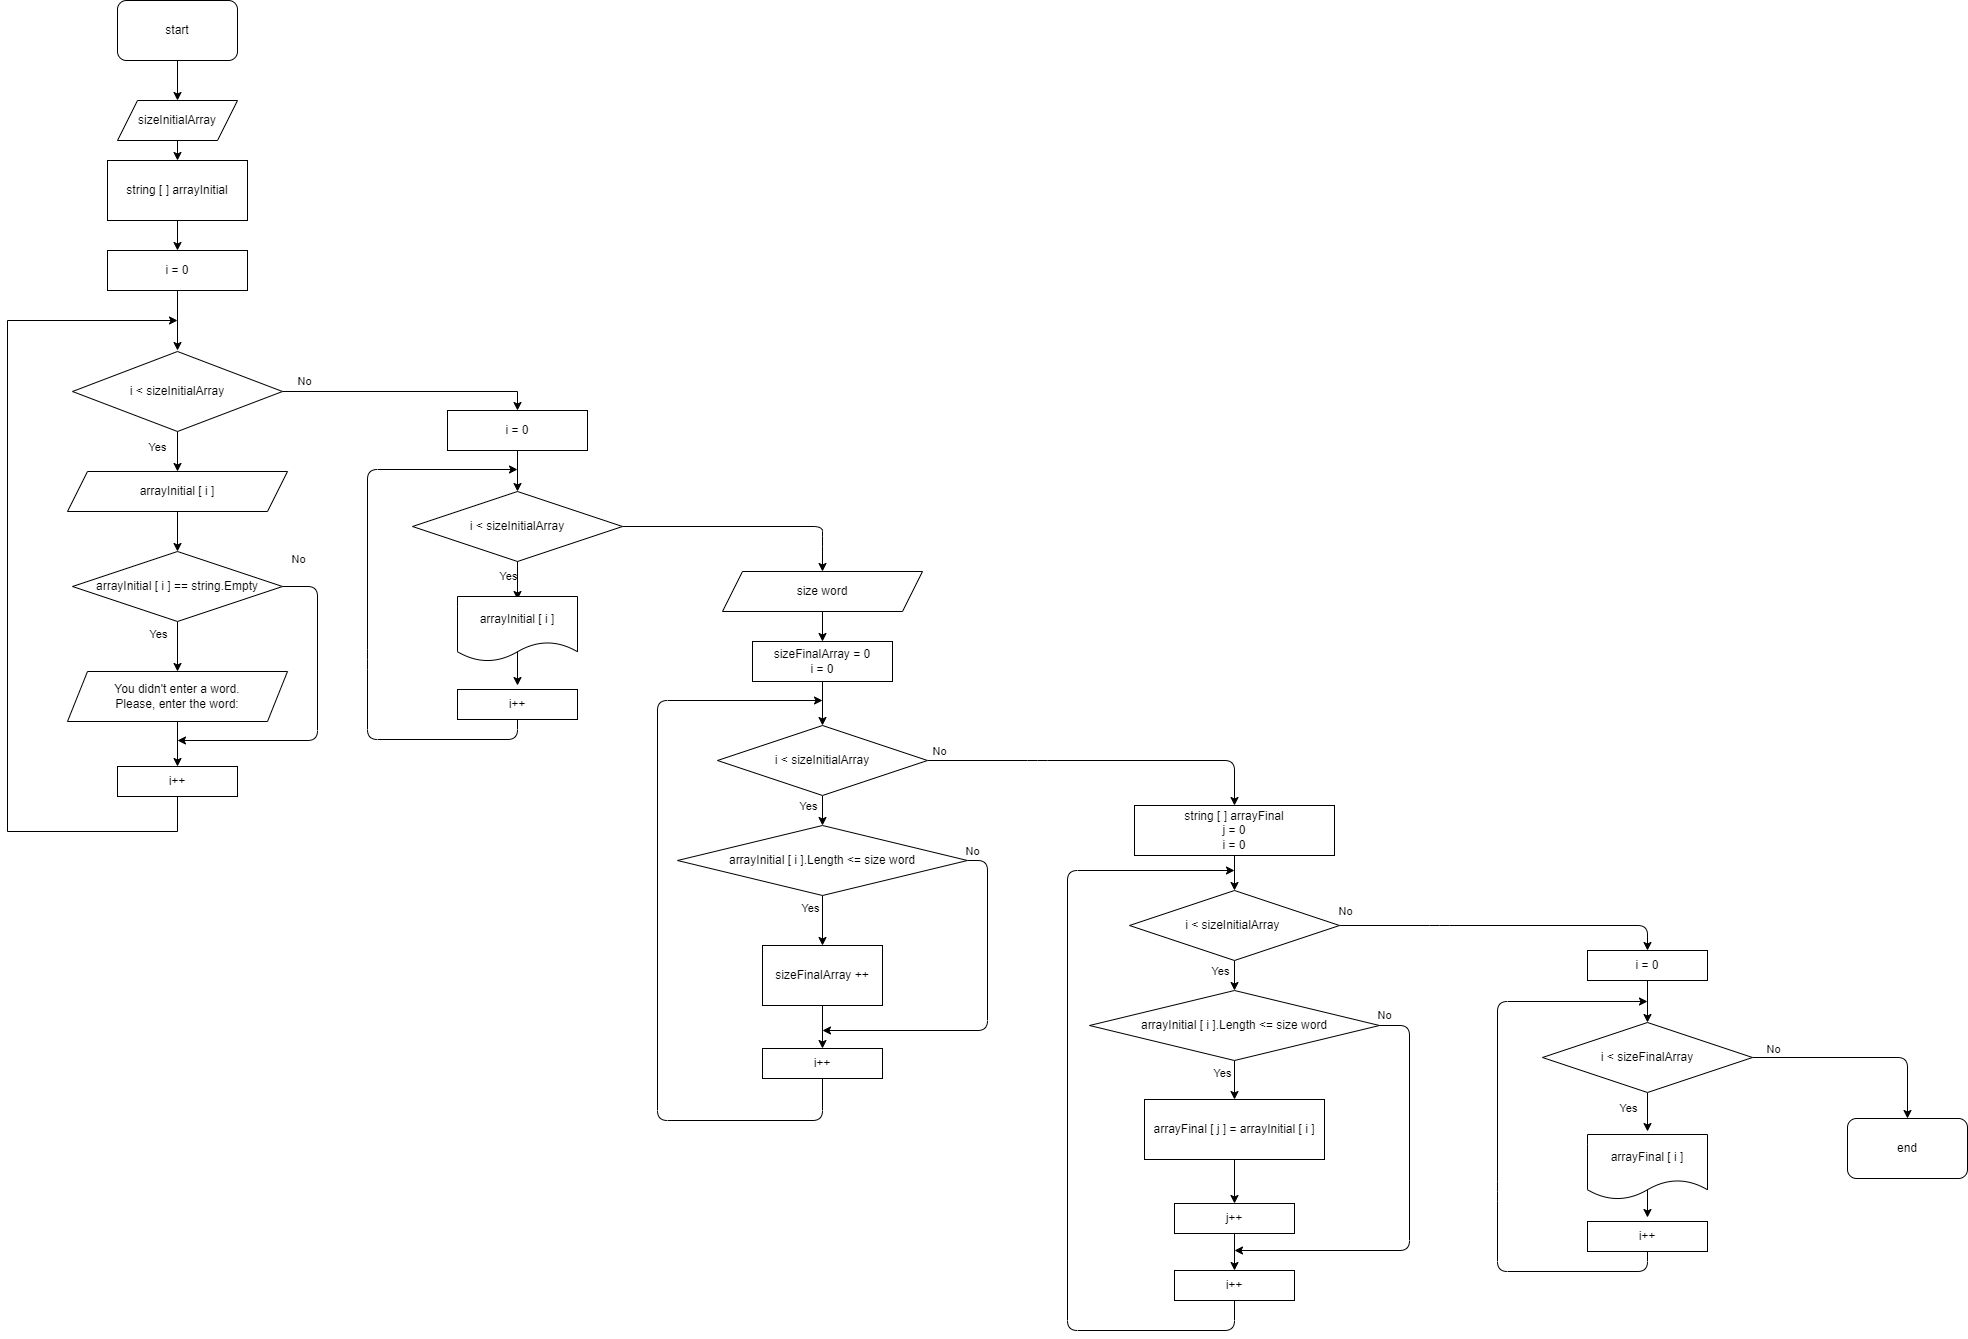 start
sizeInitialArray
string [ ] arrayInitial
i = 0
i < sizeInitialArray
No
Yes
arrayInitial [ i ]
No
arrayInitial [ i ] == string.Empty
Yes
You didn't enter a word.
Please, enter the word:
i++
i = 0
i < sizeInitialArray
Yes
arrayInitial [ i ]
i++
size word
sizeFinalArray = 0
i = 0
i < sizeInitialArray
No
Yes
arrayInitial [ i ].Length <= size word
No
Yes
sizeFinalArray ++
i++
string [ ] arrayFinal
j = 0
i = 0
i < sizeInitialArray
No
Yes
arrayInitial [ i ].Length <= size word
No
Yes
arrayFinal [ j ] = arrayInitial [ i ]
j++
i++
i = 0
i < sizeFinalArray
No
Yes
arrayFinal [ i ]
i++
end